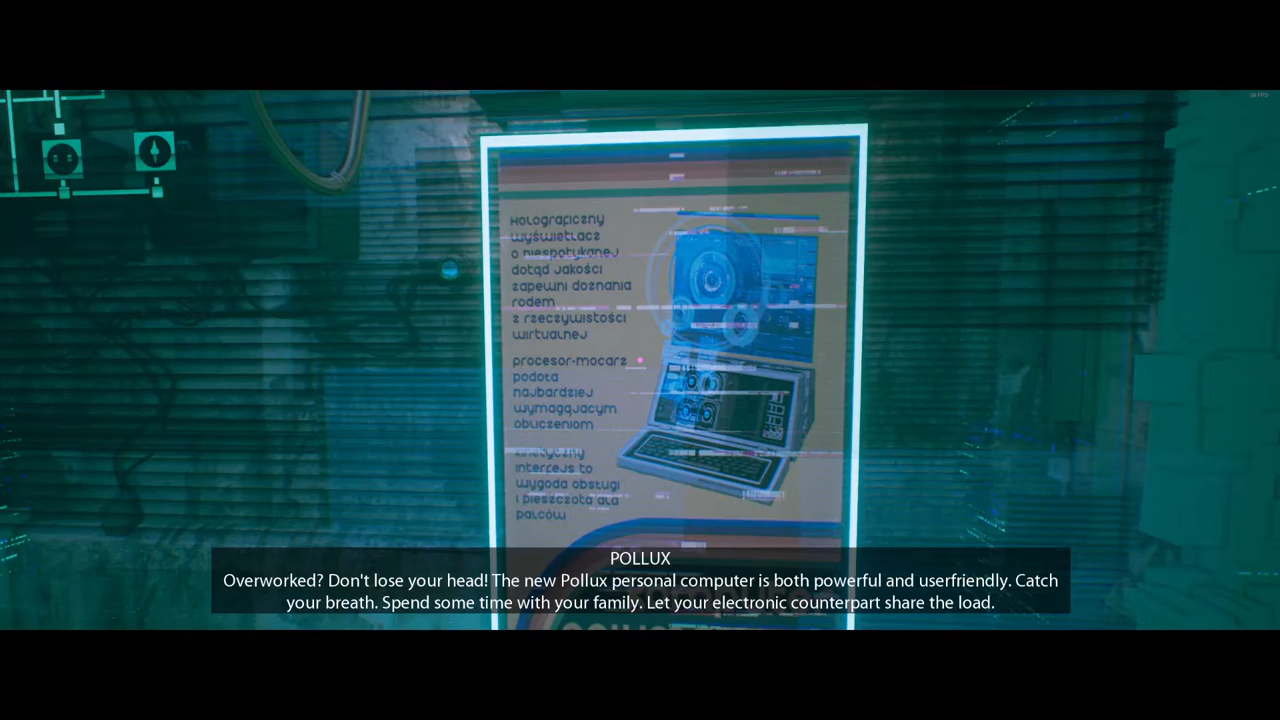 Holograficzny
wyświetlacz
o niespotykanej
dotąd jakości
zapewni doznania
rodem
z rzeczywistości
wirtualnej
procesor-mocarz
podoła
najbardziej
wymagającym
obliczeniom
kinetyczny
interfejs to
wygoda obsługi
i pieszczota dla
palców
POLLUX
Overworked? Don't lose your head! The new Pollux personal computer is both powerful and userfriendly. Catch
your breath. Spend some time with your family. Let your electronic counterpart share the load.